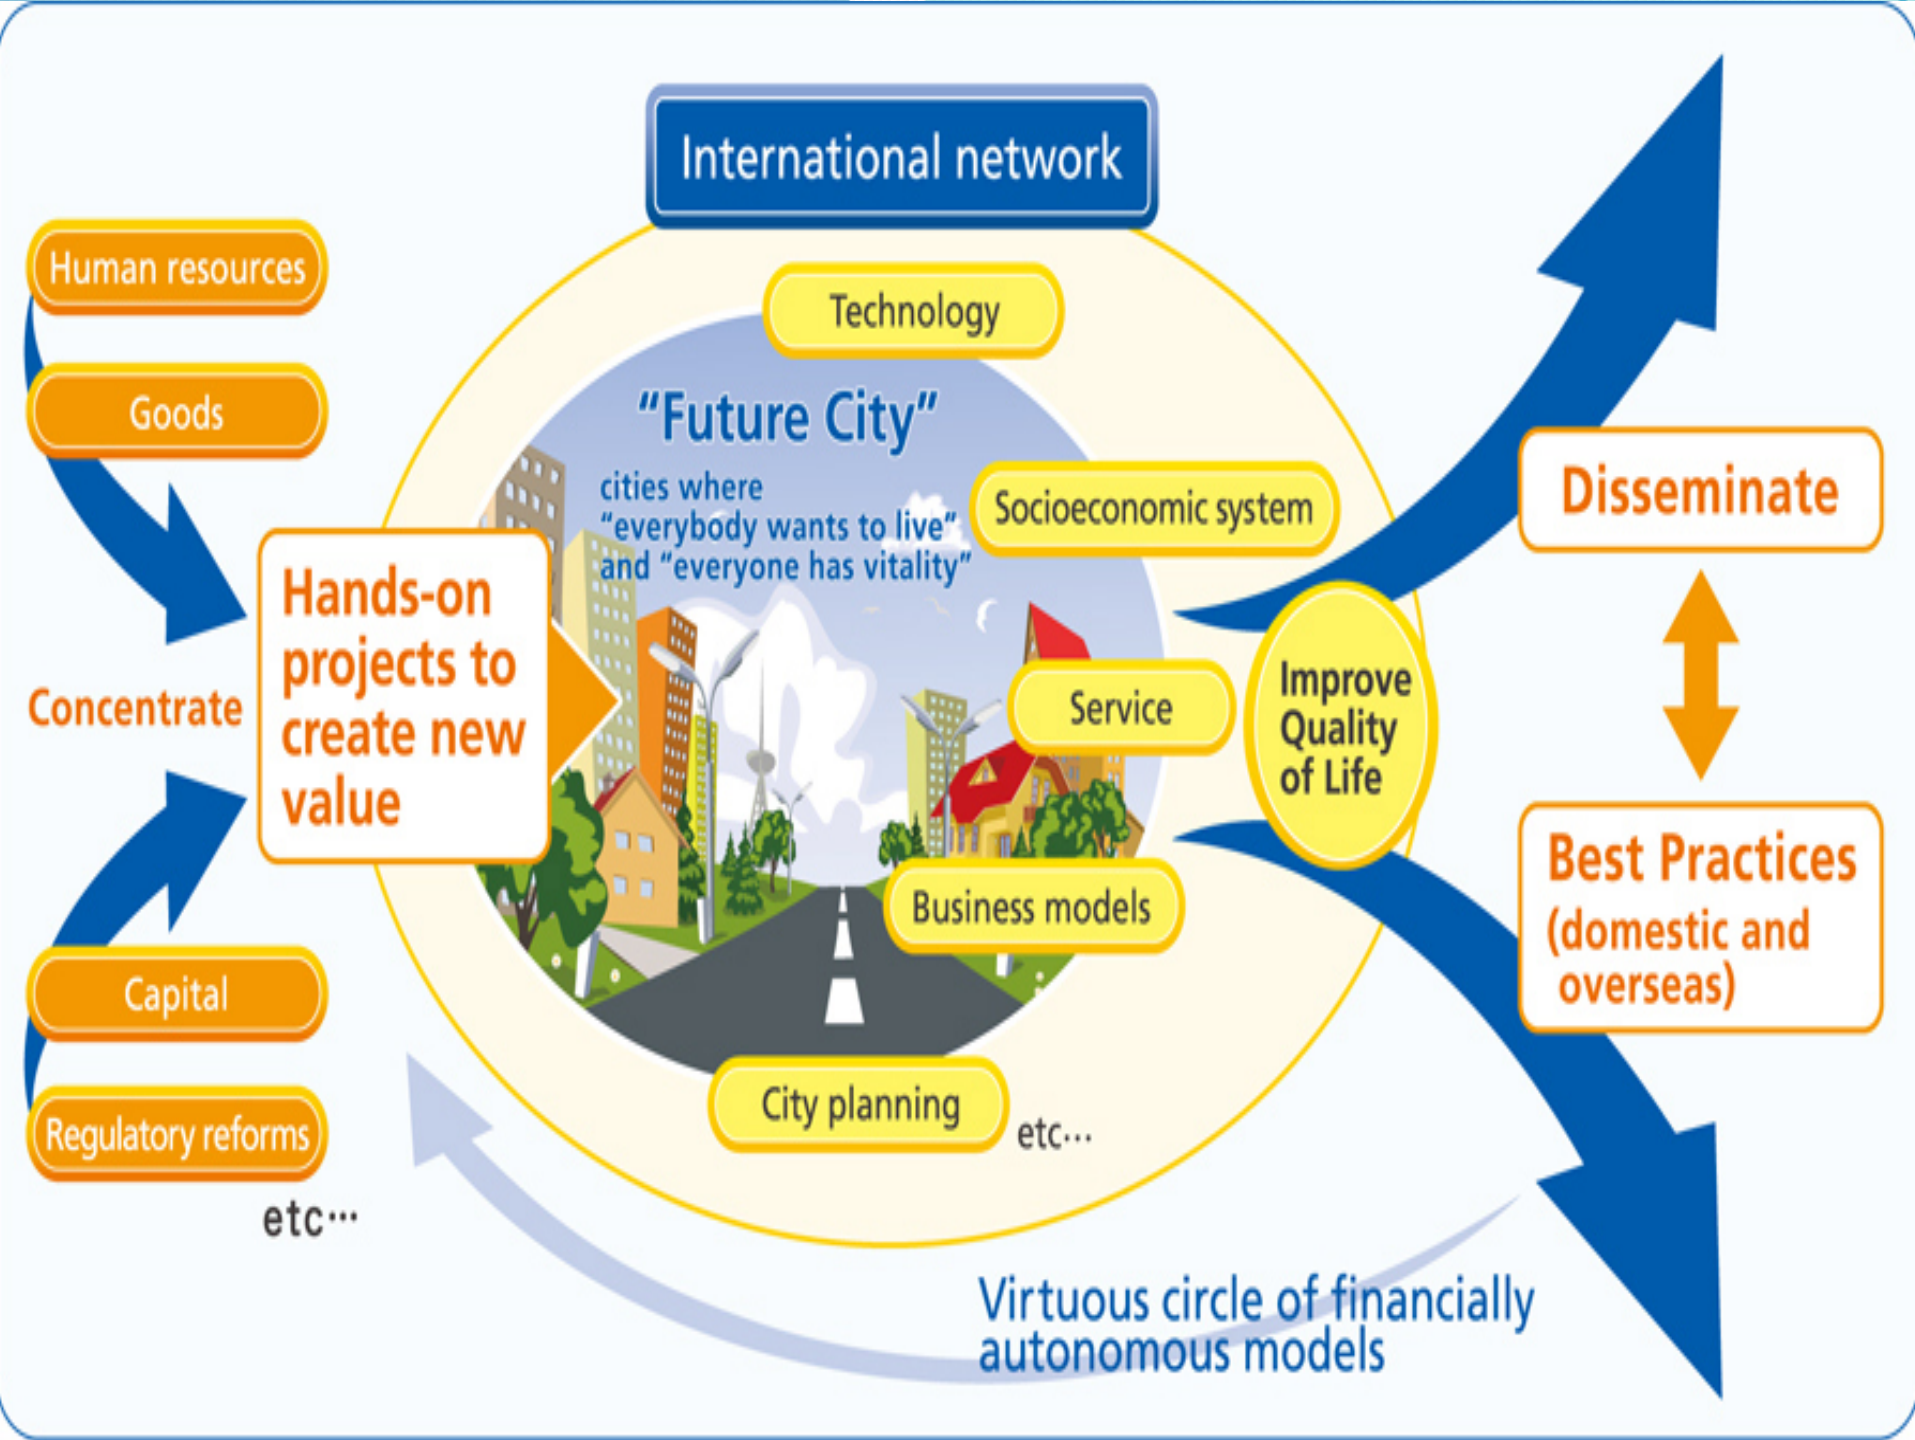 International network
Human resources
Goods
Concentrate
Capital
Regulatory reforms
etc…
Hands-on
projects to
create new
value
Technology
“Future City”
cities where
“everybody wants to live”
and “everyone has vitality”
Socioeconomic system
Service
Business models
City planning
etc…
Improve
Quality
of Life
Disseminate
Best Practices
(domestic and
overseas)
Virtuous circle of financially
autonomous models